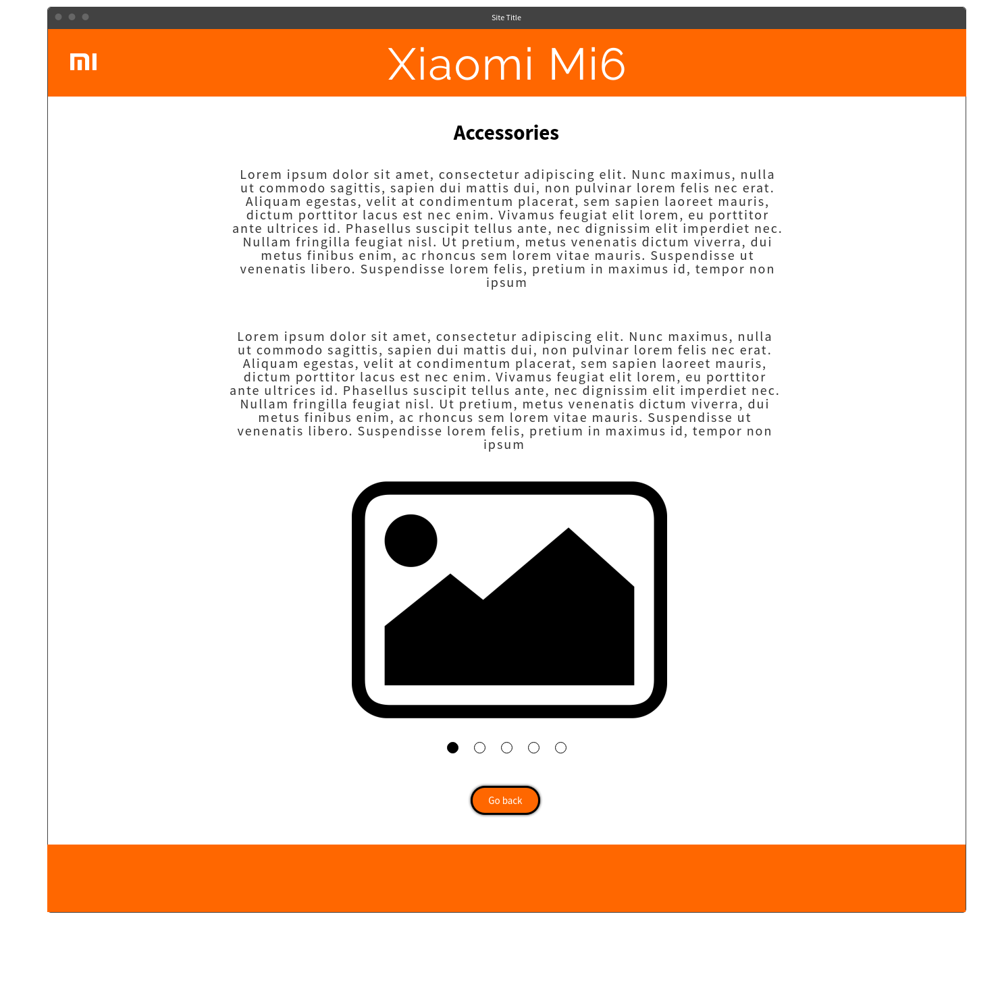 Site Title
mi
Xiaomi Mi6
Accessories
Lorem ipsum dolor sit amet, consectetur adipiscing elit. Nunc maximus, nulla
ut commodo sagittis, sapien dui mattis dui, non pulvinar lorem felis nec erat.
Aliquam egestas, velit at condimentum placerat, sem sapien laoreet mauris,
dictum porttitor lacus est nec enim. Vivamus feugiat elit lorem, eu porttitor
ante ultrices id. Phasellus suscipit tellus ante, nec dignissim elit imperdiet nec.
Nullam fringilla feugiat nisl. Ut pretium, metus venenatis dictum viverra, dui
metus finibus enim, ac rhoncus sem lorem vitae mauris. Suspendisse ut
venenatis libero. Suspendisse lorem felis, pretium in maximus id, tempor non
ipsum
Lorem ipsum dolor sit amet, consectetur adipiscing elit. Nunc maximus, nulla
ut commodo sagittis, sapien dui mattis dui, non pulvinar lorem felis nec erat.
Aliquam egestas, velit at condimentum placerat, sem sapien laoreet mauris,
dictum porttitor lacus est nec enim. Vivamus feugiat elit lorem, eu porttitor
ante ultrices id. Phasellus suscipit tellus ante, nec dignissim elit imperdiet nec.
Nullam fringilla feugiat nisl. Ut pretium, metus venenatis dictum viverra, dui
metus finibus enim, ac rhoncus sem lorem vitae mauris. Suspendisse ut
venenatis libero. Suspendisse lorem felis, pretium in maximus id, tempor non
ipsum
Go back